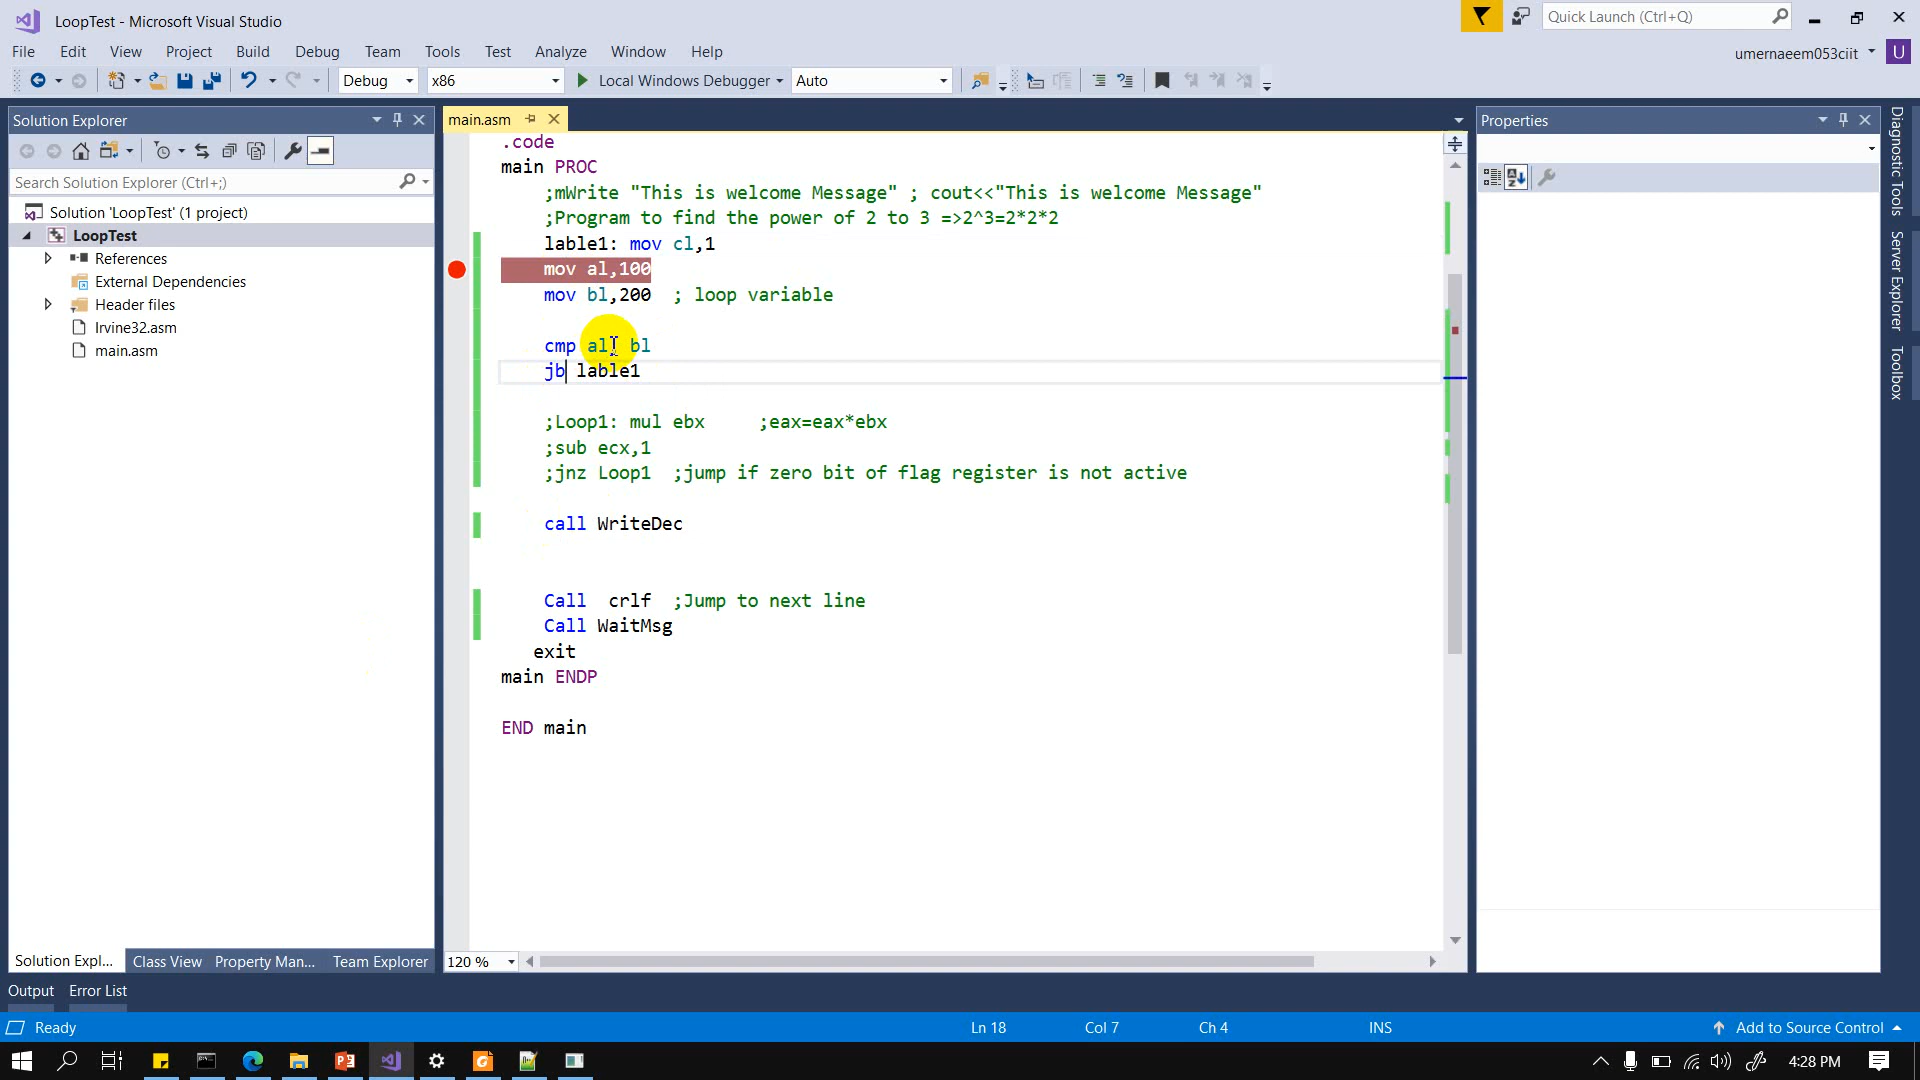 LoopTest - Microsoft Visual Studio
Quick Launch (Ctrl+Q)
File Edit View Project Build Debug Team Tools Test Analyze Window Help
umernaeem053ciit U
Debug x86 Local Windows Debugger Auto
Solution Explorer
Search Solution Explorer (Ctrl+;)
Solution 'LoopTest' (1 project)
LoopTest
References
External Dependencies
Header files
Irvine32.asm
main.asm
Solution Expl... Class View Property Man... Team Explorer
main.asm
.code
main PROC
;mWrite "This is welcome Message" ; cout<<"This is welcome Message"
;Program to find the power of 2 to 3 =>2^3=2*2*2
lable1: mov cl,1
mov al,100
mov bl,200 ; loop variable
cmp al, bl
jb lable1
;Loop1: mul ebx ;eax=eax*ebx
;sub ecx,1
;jnz Loop1 ;jump if zero bit of flag register is not active
call WriteDec
Call crlf ;Jump to next line
Call WaitMsg
exit
main ENDP
END main
120 %
Properties
Diagnostic Tools
Server Explorer
Toolbox
Output Error List
Ready Ln 18 Col 7 Ch 4 INS Add to Source Control
4:28 PM